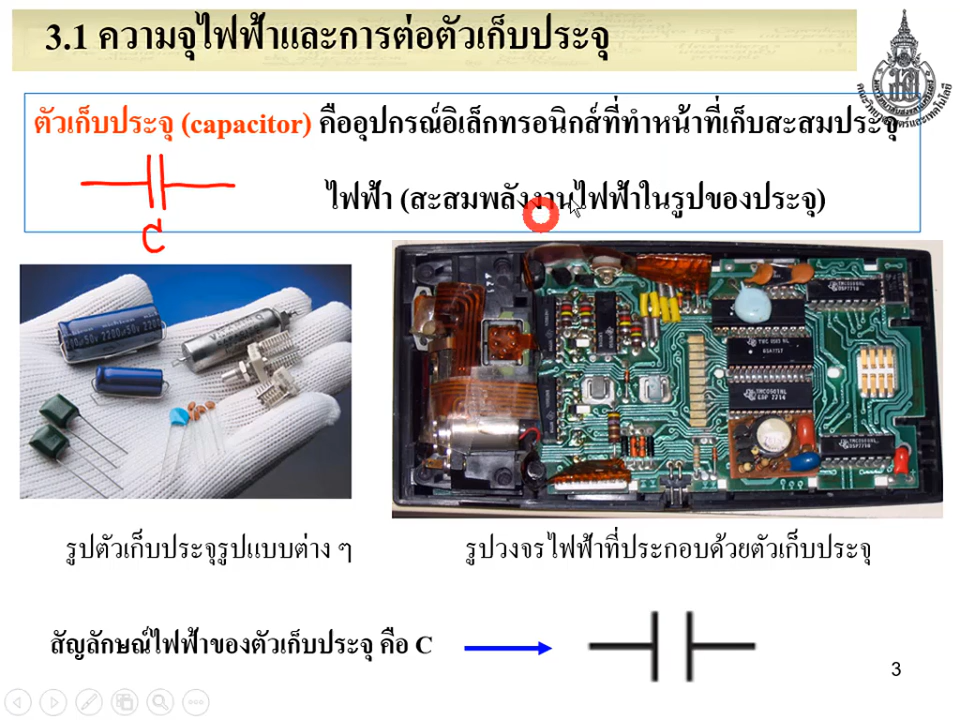 3.1 ความจุไฟฟ้าและการต่อตัวเก็บประจุ
ตัวเก็บประจุ (capacitor) คืออุปกรณ์อิเล็กทรอนิกส์ที่ทำหน้าที่เก็บสะสมประจุ
ไฟฟ้า (สะสมพลังงานไฟฟ้าในรูปของประจุ)
C
รูปตัวเก็บประจุรูปแบบต่าง ๆ
รูปวงจรไฟฟ้าที่ประกอบด้วยตัวเก็บประจุ
สัญลักษณ์ไฟฟ้าของตัวเก็บประจุ คือ C
3